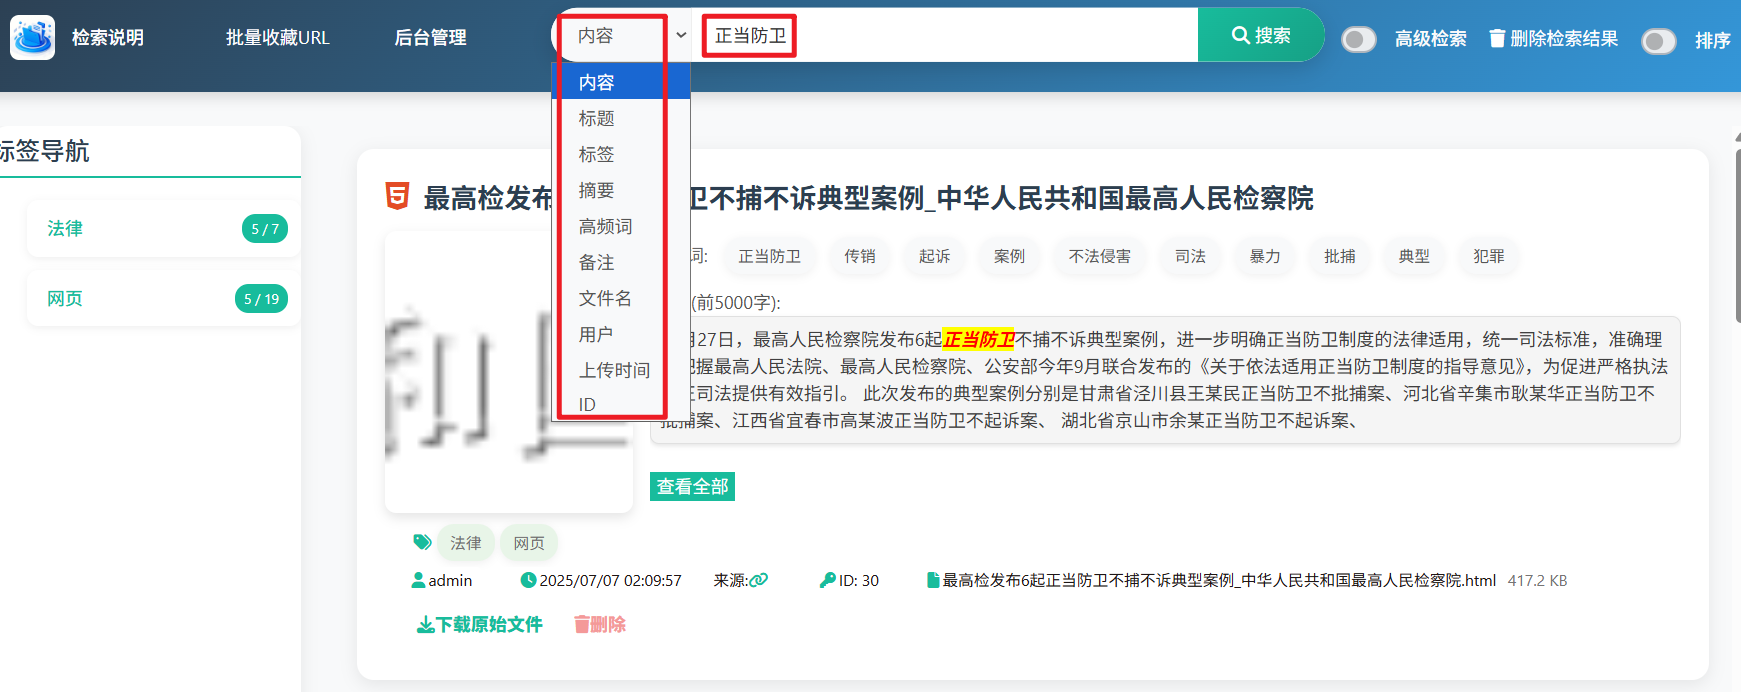 检索说明
批量收藏URL
后台管理
内容
正当防卫
搜索
高级检索
删除检索结果
排序
内容
标题
标签
摘要
高频词
备注
文件名
用户
上传时间
ID
标签导航
法律
5 / 7
网页
5 / 19
最高检发布
卫不捕不诉典型案例_中华人民共和国最高人民检察院
词:
正当防卫
传销
起诉
案例
不法侵害
司法
暴力
批捕
典型
犯罪
(前5000字):
月27日，最高人民检察院发布6起正当防卫不捕不诉典型案例，进一步明确正当防卫制度的法律适用，统一司法标准，准确理
把握最高人民法院、最高人民检察院、公安部今年9月联合发布的《关于依法适用正当防卫制度的指导意见》，为促进严格执法
正司法提供有效指引。 此次发布的典型案例分别是甘肃省泾川县王某民正当防卫不批捕案、河北省辛集市耿某华正当防卫不
批捕案、江西省宜春市高某波正当防卫不起诉案、 湖北省京山市余某正当防卫不起诉案、
查看全部
法律
网页
admin
2025/07/07 02:09:57
来源:
ID: 30
最高检发布6起正当防卫不捕不诉典型案例_中华人民共和国最高人民检察院.html
417.2 KB
下载原始文件
删除